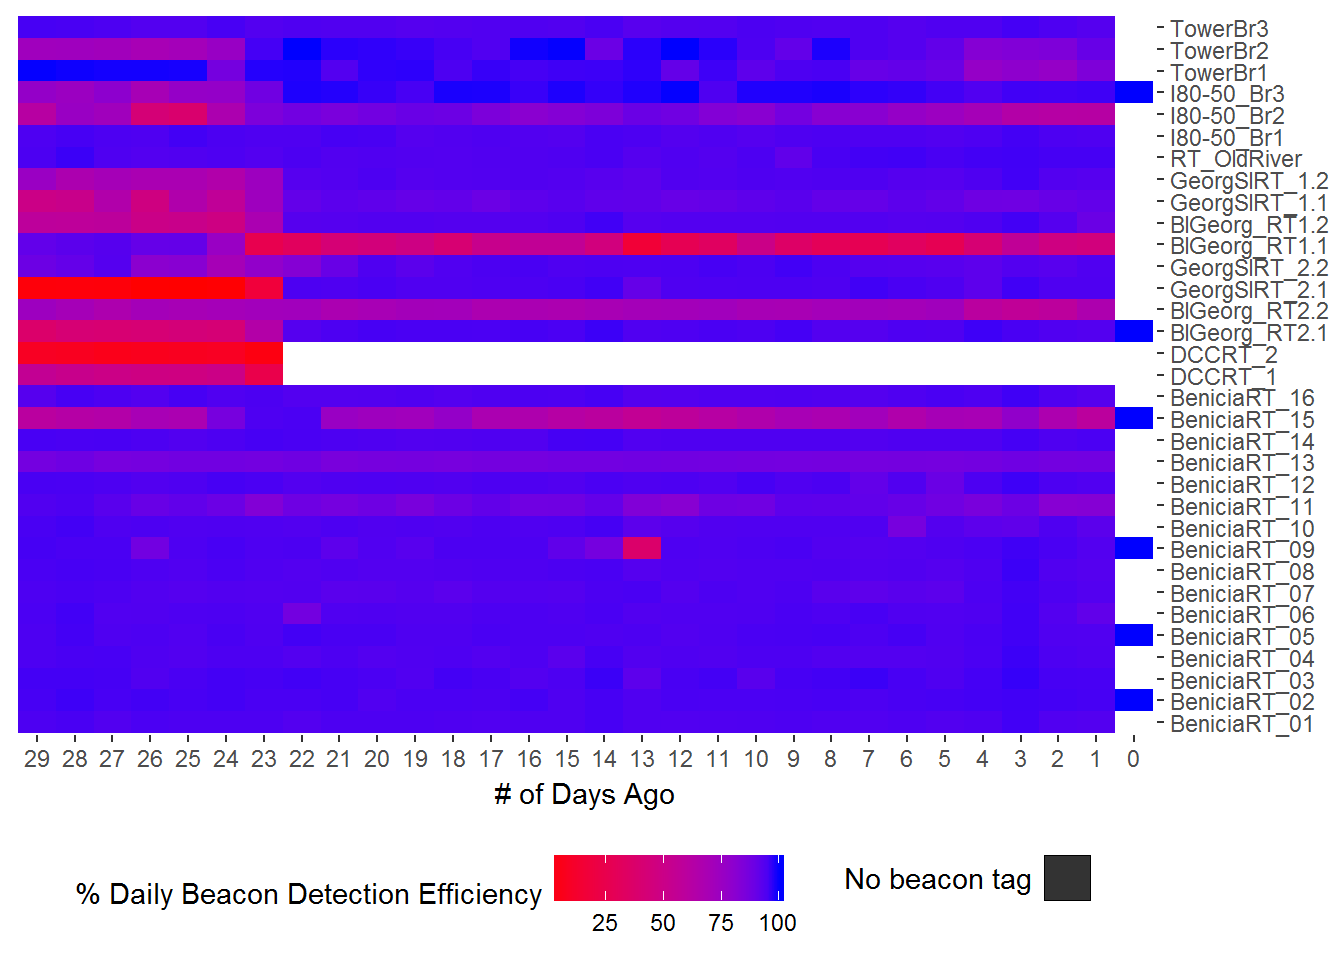 TowerBr3
TowerBr2
TowerBr1
I80-50_Br3
I80-50_Br2
I80-50_Br1
RT_OldRiver
GeorgSlRT_1.2
GeorgSlRT_1.1
BlGeorg_RT1.2
BlGeorg_RT1.1
GeorgSlRT_2.2
GeorgSlRT_2.1
BlGeorg_RT2.2
BlGeorg_RT2.1
DCCRT_2
DCCRT_1
BeniciaRT_16
BeniciaRT_15
BeniciaRT_14
BeniciaRT_13
BeniciaRT_12
BeniciaRT_11
BeniciaRT_10
BeniciaRT_09
BeniciaRT_08
BeniciaRT_07
BeniciaRT_06
BeniciaRT_05
BeniciaRT_04
BeniciaRT_03
BeniciaRT_02
BeniciaRT_01
29 28 27 26 25 24 23 22 21 20 19 18 17 16 15 14 13 12 11 10 9 8 7 6 5 4 3 2 1 0
# of Days Ago
% Daily Beacon Detection Efficiency
25 50 75 100
No beacon tag